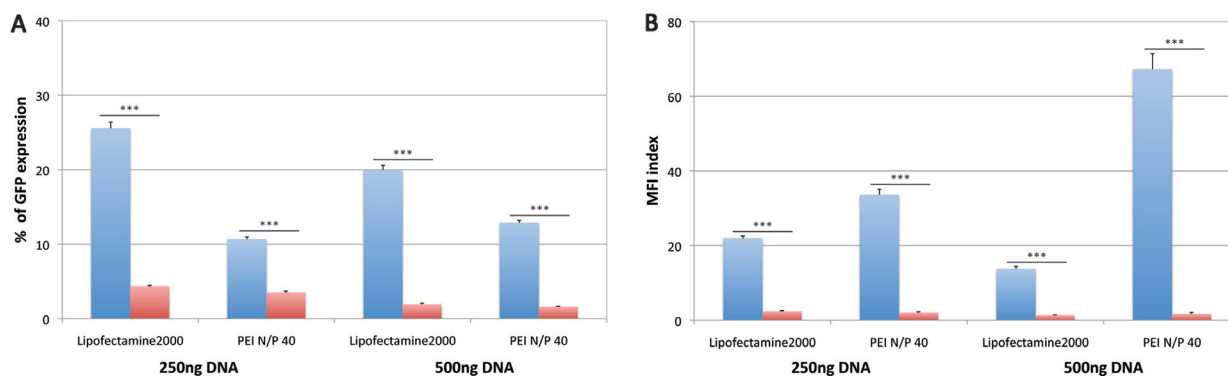 A
% of GFP expression
40
30
20
10
0
***
***
***
***
Lipofectamine2000
PEI N/P 40
Lipofectamine2000
PEI N/P 40
250ng DNA
500ng DNA
B
MFI index
80
60
40
20
0
***
***
***
***
Lipofectamine2000
PEI N/P 40
Lipofectamine2000
PEI N/P 40
250ng DNA
500ng DNA